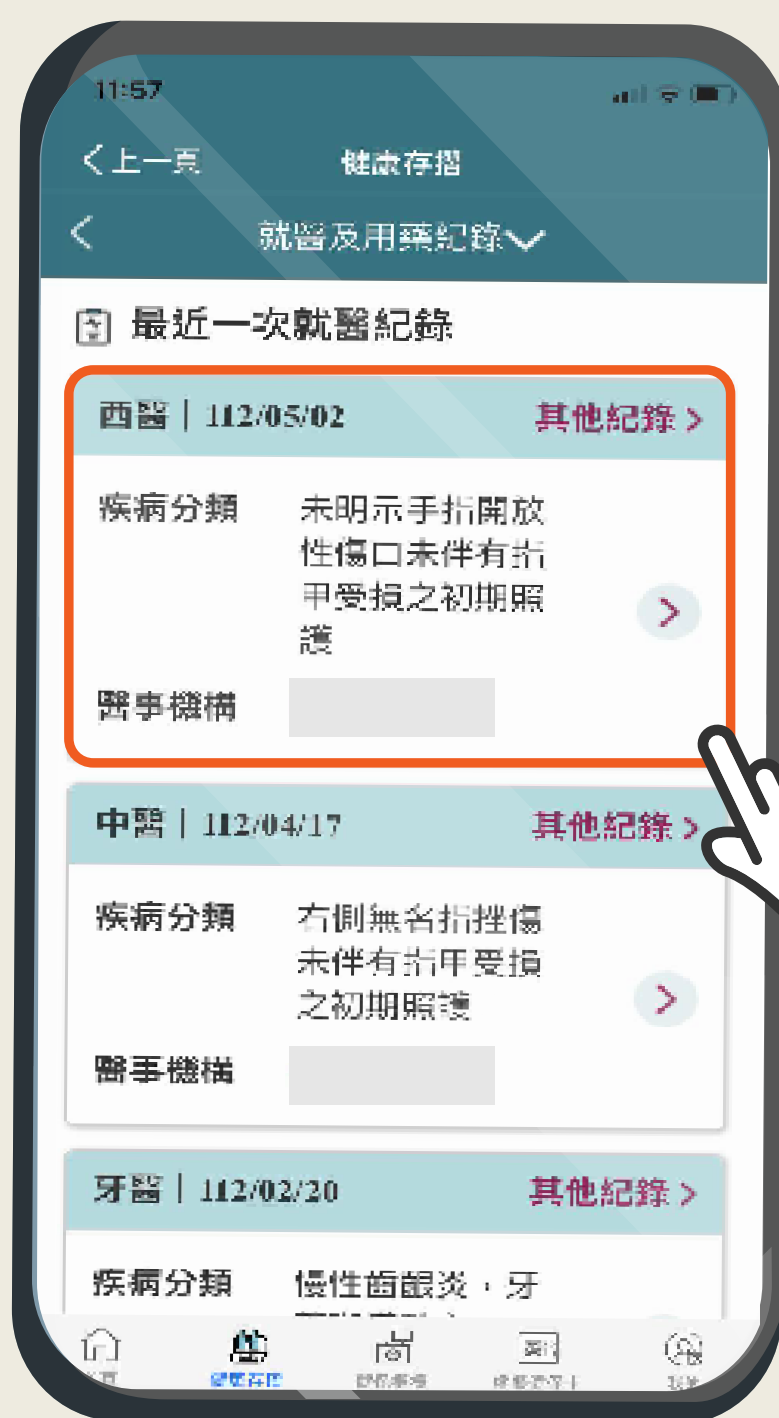 11:57
上一頁 健康存摺
就醫及用藥紀錄
最近一次就醫紀錄
西醫｜112/05/02 其他紀錄
疾病分類 未明示手指開放
性傷口未伴有指
甲受損之初期照
護
醫事機構
中醫｜112/04/17 其他紀錄
疾病分類 右側無名指挫傷
未伴有指甲受損
之初期照護
醫事機構
牙醫｜112/02/20 其他紀錄
疾病分類 慢性齒齦炎，牙
健康存摺